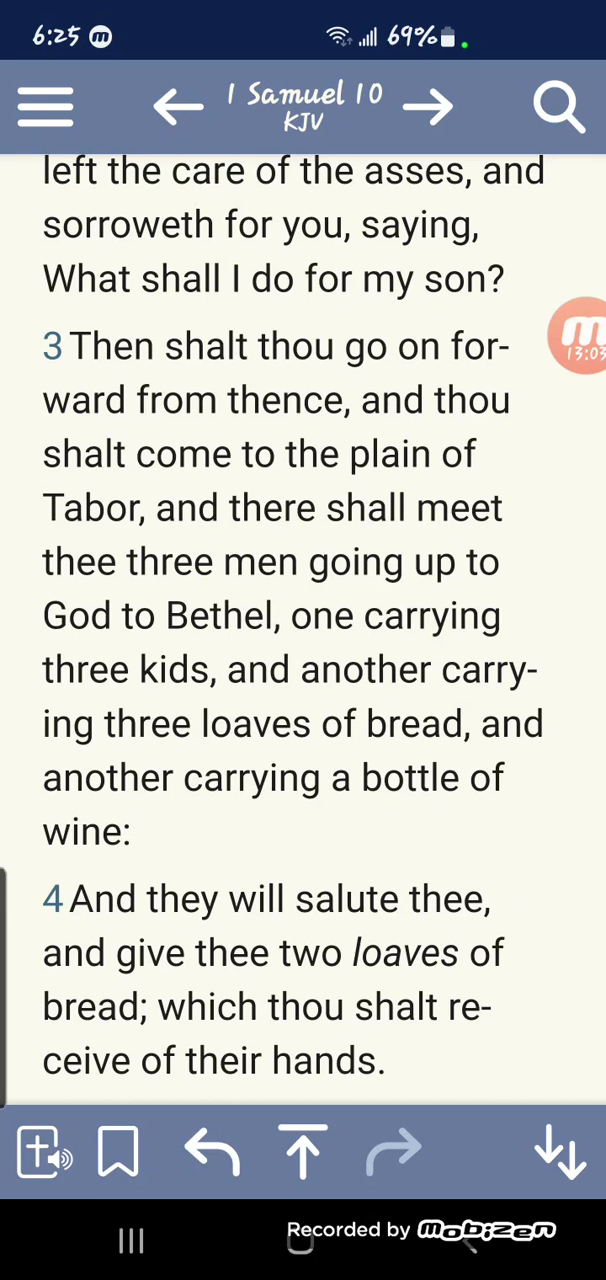 6:25 m 69%
1 Samuel 10
KJV
left the care of the asses, and
sorroweth for you, saying,
What shall I do for my son?
3 Then shalt thou go on for-
ward from thence, and thou
shalt come to the plain of
Tabor, and there shall meet
thee three men going up to
God to Bethel, one carrying
three kids, and another carry-
ing three loaves of bread, and
another carrying a bottle of
wine:
4 And they will salute thee,
and give thee two loaves of
bread; which thou shalt re-
ceive of their hands.
m
13:03
Recorded by mobizen